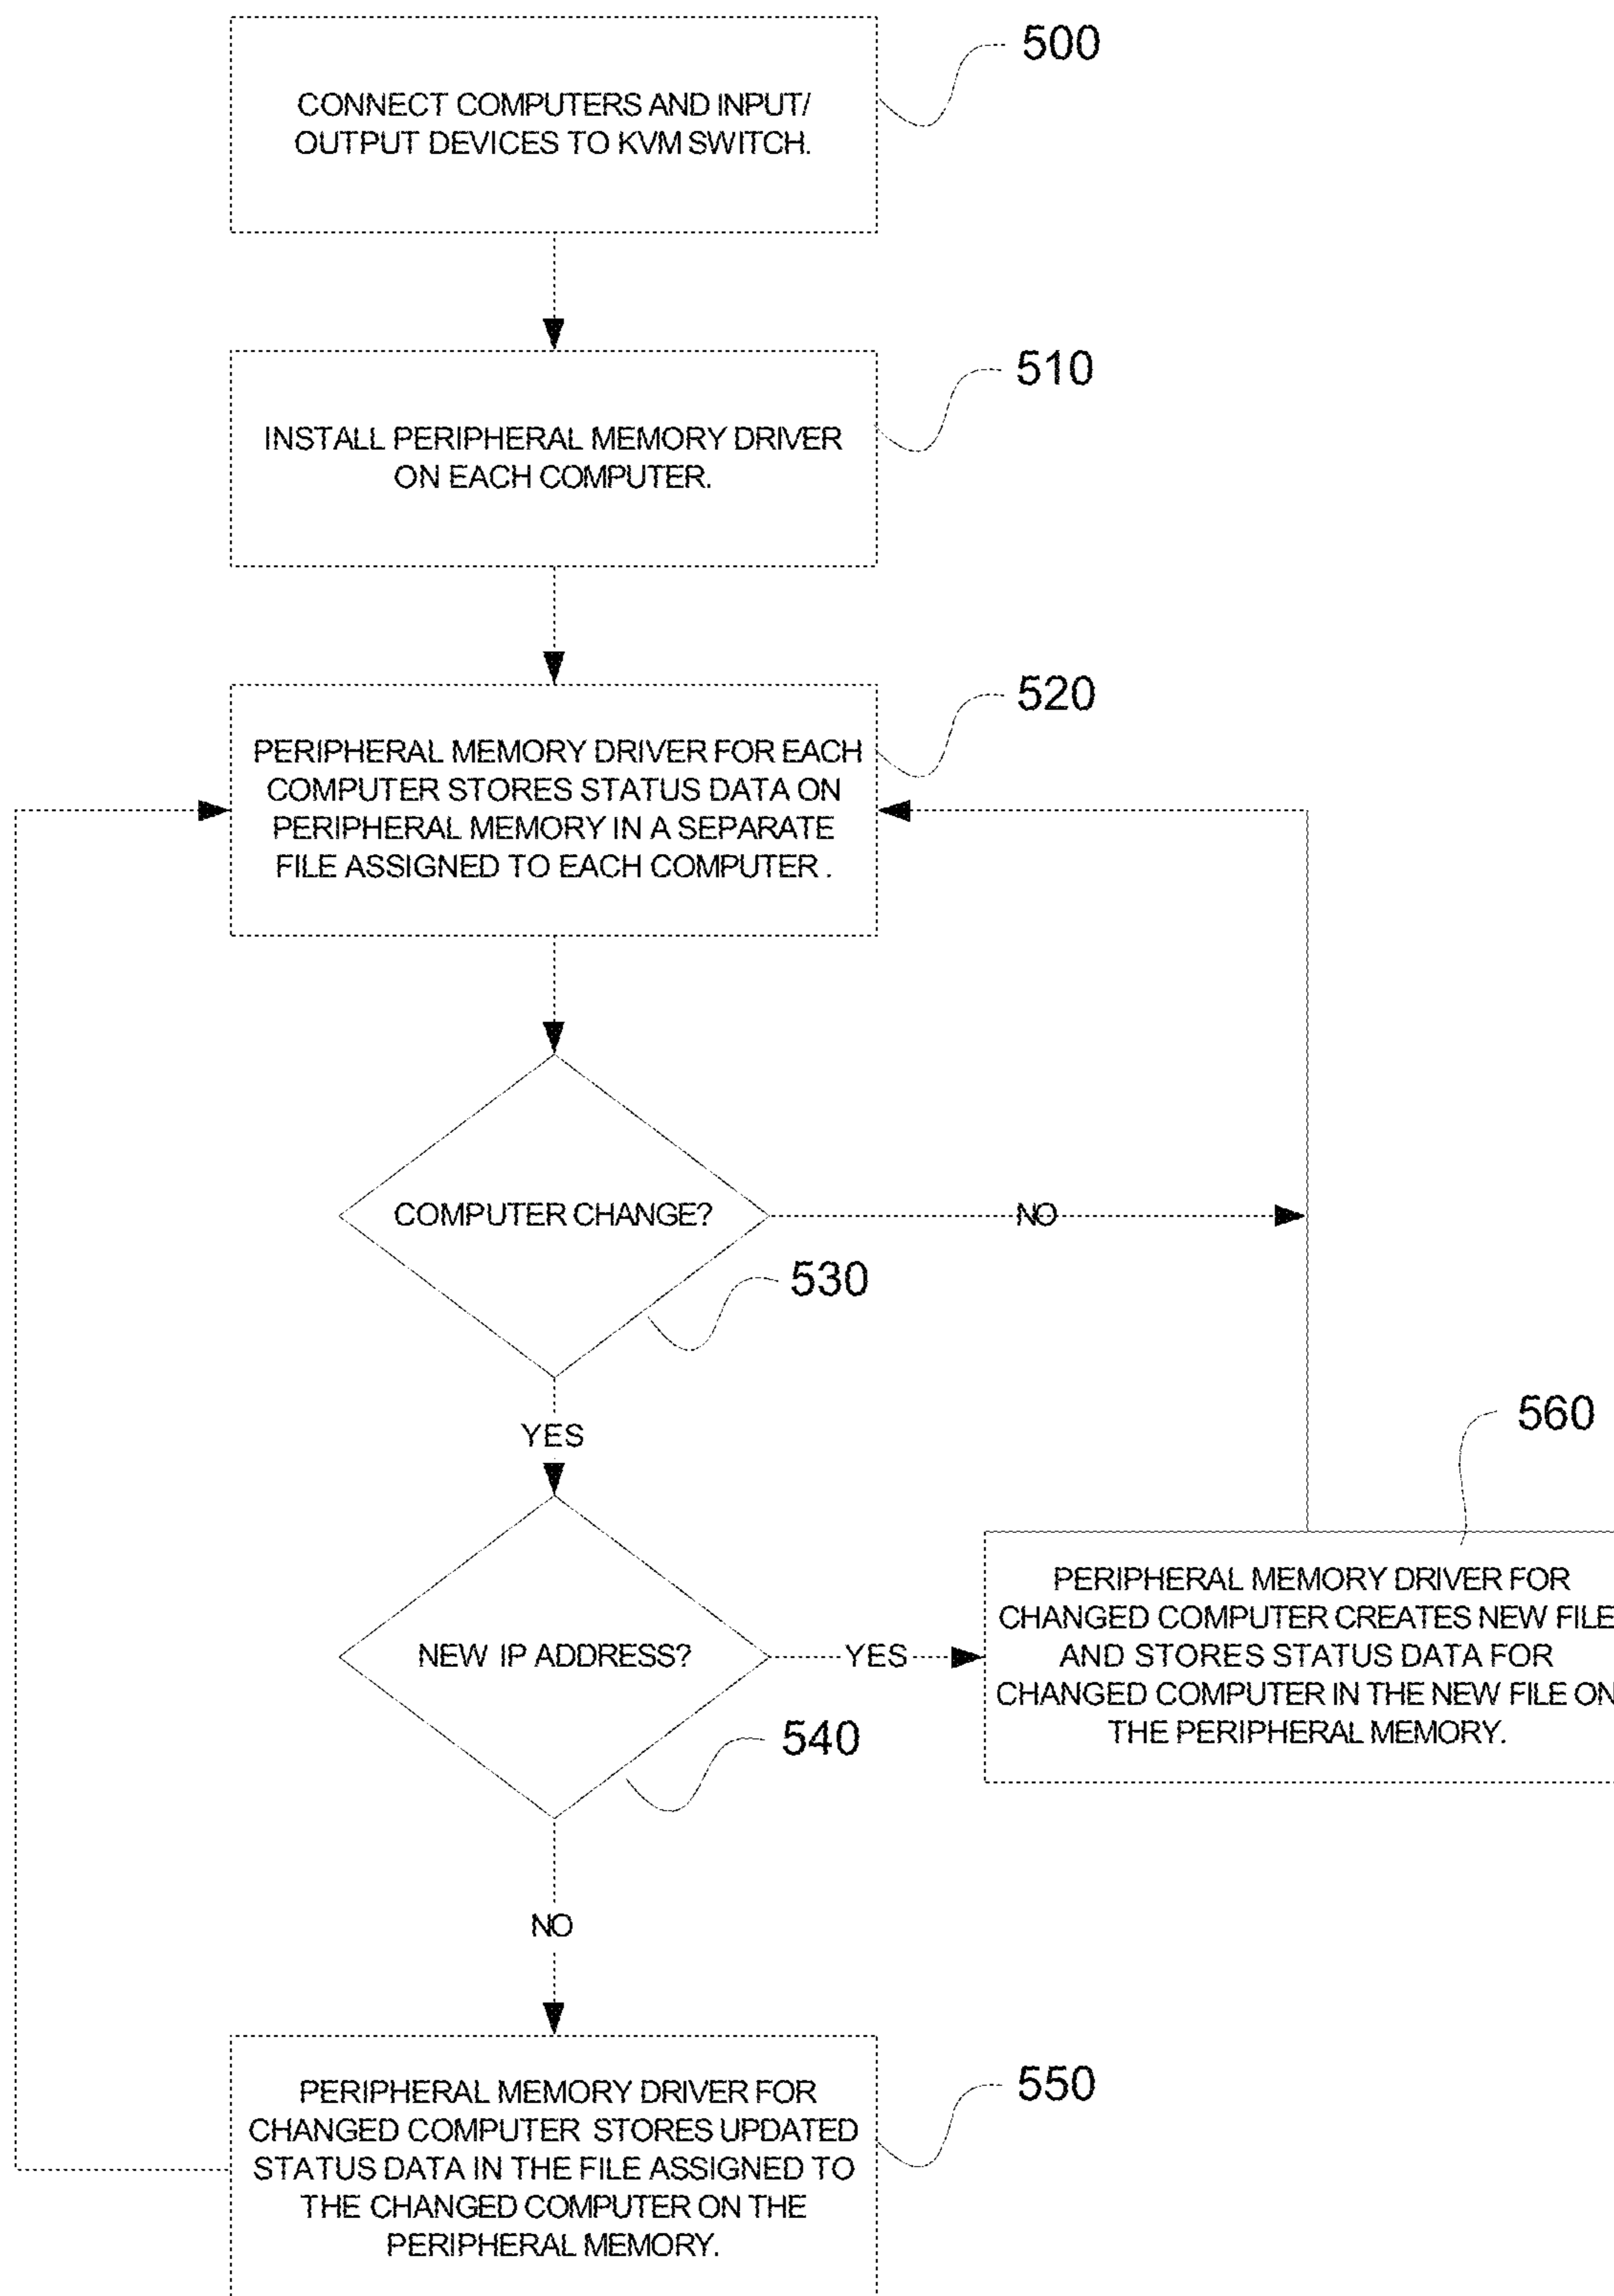 500
CONNECT COMPUTERS AND INPUT/
OUTPUT DEVICES TO KVM SWITCH.
510
INSTALL PERIPHERAL MEMORY DRIVER
ON EACH COMPUTER.
520
PERIPHERAL MEMORY DRIVER FOR EACH
COMPUTER STORES STATUS DATA ON
PERIPHERAL MEMORY IN A SEPARATE
FILE ASSIGNED TO EACH COMPUTER.
COMPUTER CHANGE?
NO
530
YES
560
NEW IP ADDRESS?
YES
540
PERIPHERAL MEMORY DRIVER FOR
CHANGED COMPUTER CREATES NEW FILE
AND STORES STATUS DATA FOR
CHANGED COMPUTER IN THE NEW FILE ON
THE PERIPHERAL MEMORY.
NO
550
PERIPHERAL MEMORY DRIVER FOR
CHANGED COMPUTER STORES UPDATED
STATUS DATA IN THE FILE ASSIGNED TO
THE CHANGED COMPUTER ON THE
PERIPHERAL MEMORY.